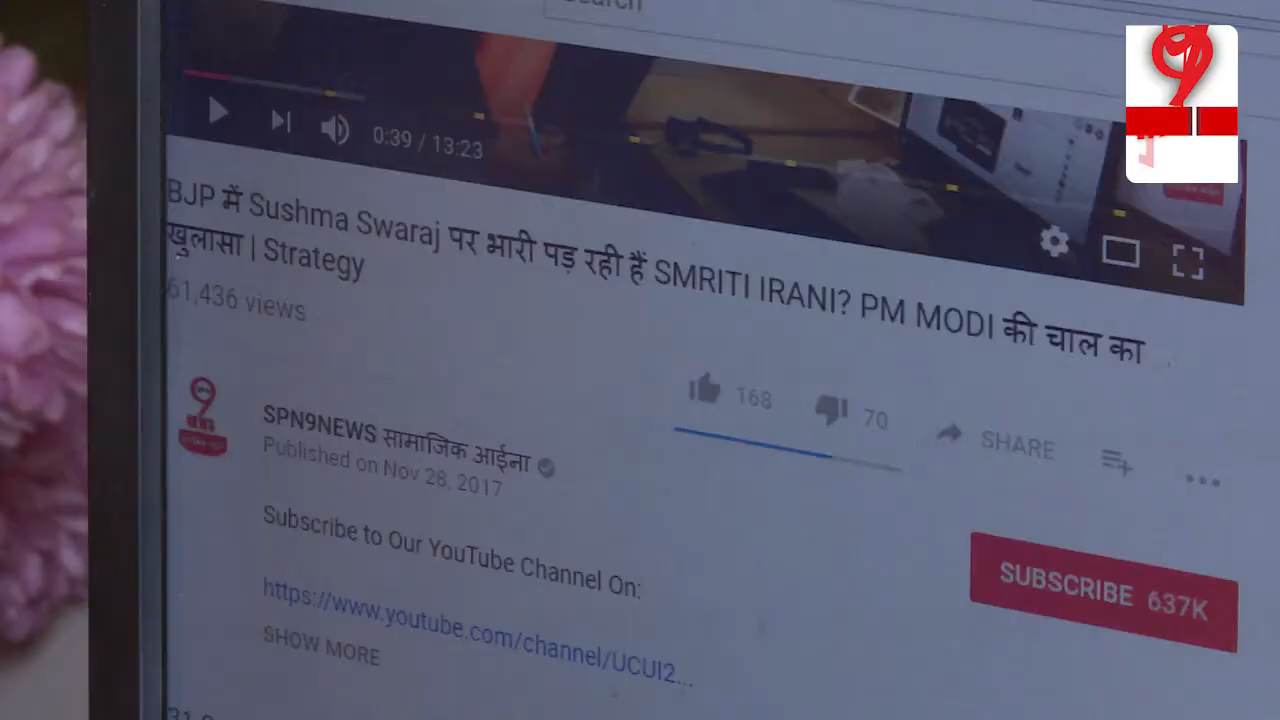 0:39 / 13:23
BJP में Sushma Swaraj पर भारी पड़ रही हैं SMRITI IRANI? PM MODI की चाल का
खुलासा | Strategy
61,436 views
168
70
SHARE
SPN9NEWS सामाजिक आईना
Published on Nov 28, 2017
Subscribe to Our YouTube Channel On:
SUBSCRIBE 637K
https://www.youtube.com/channel/UCUI2...
SHOW MORE